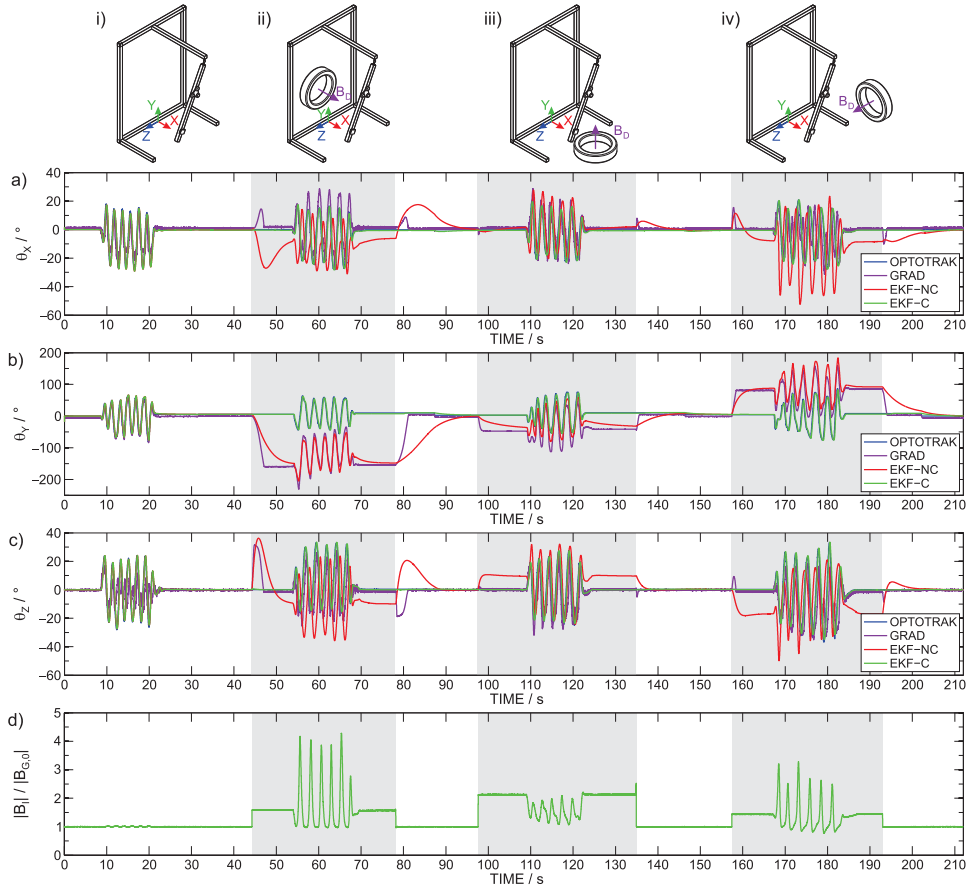 i) ii) iii) iv)
B_D
Y
Z
X
B_D
Y
Z
X
B_D
Y
Z
X
B_D
Y
Z
X
a)
40
20
0
−20
−40
−60
θ_X / °
OPTOTRAK
GRAD
EKF−NC
EKF−C
0 10 20 30 40 50 60 70 80 90 100 110 120 130 140 150 160 170 180 190 200 210
TIME / s
b)
200
100
0
−100
−200
θ_Y / °
OPTOTRAK
GRAD
EKF−NC
EKF−C
0 10 20 30 40 50 60 70 80 90 100 110 120 130 140 150 160 170 180 190 200 210
TIME / s
c)
40
20
0
−20
−40
−60
θ_Z / °
OPTOTRAK
GRAD
EKF−NC
EKF−C
0 10 20 30 40 50 60 70 80 90 100 110 120 130 140 150 160 170 180 190 200 210
TIME / s
d)
5
4
3
2
1
0
|B_I| / |B_G,0|
0 10 20 30 40 50 60 70 80 90 100 110 120 130 140 150 160 170 180 190 200 210
TIME / s